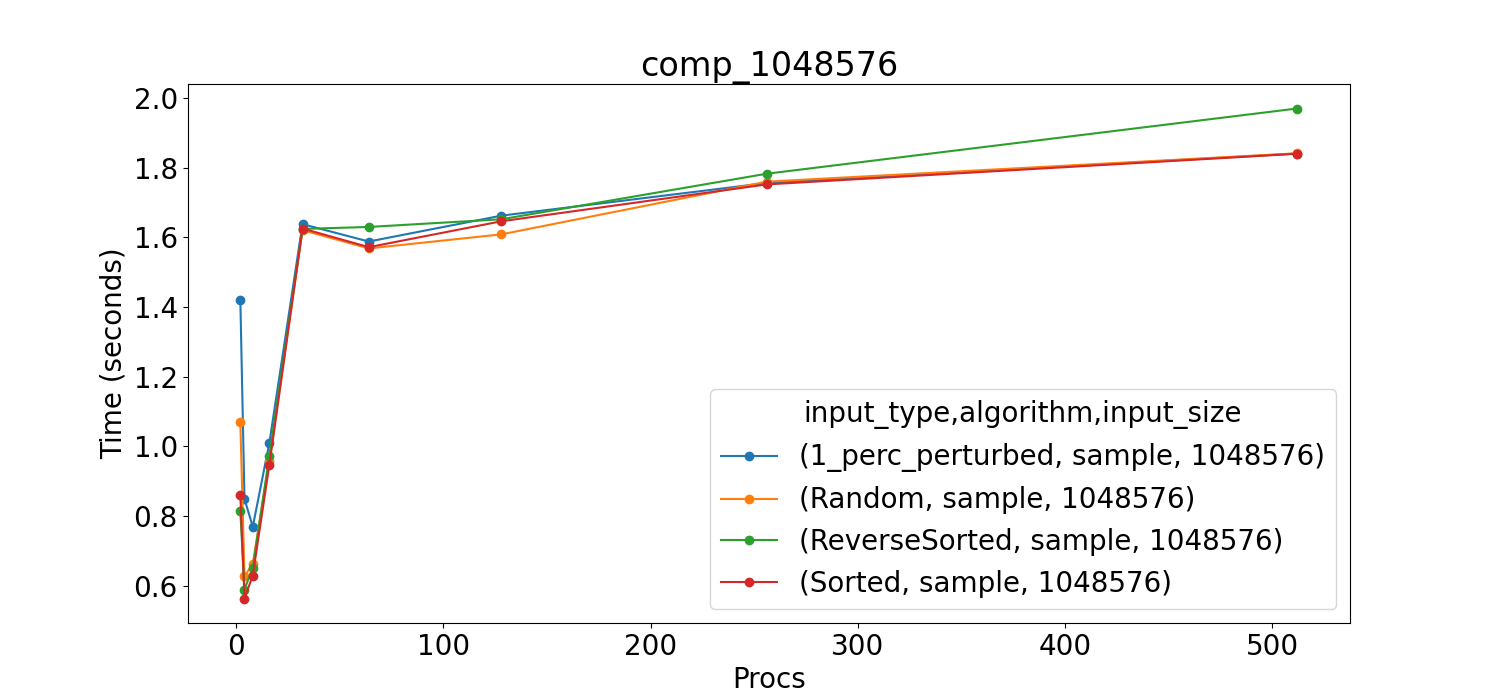 comp_1048576
2.0
1.8
1.6
1.4
1.2
1.0
0.8
0.6
Time (seconds)
input_type,algorithm,input_size
(1_perc_perturbed, sample, 1048576)
(Random, sample, 1048576)
(ReverseSorted, sample, 1048576)
(Sorted, sample, 1048576)
0 100 200 300 400 500
Procs